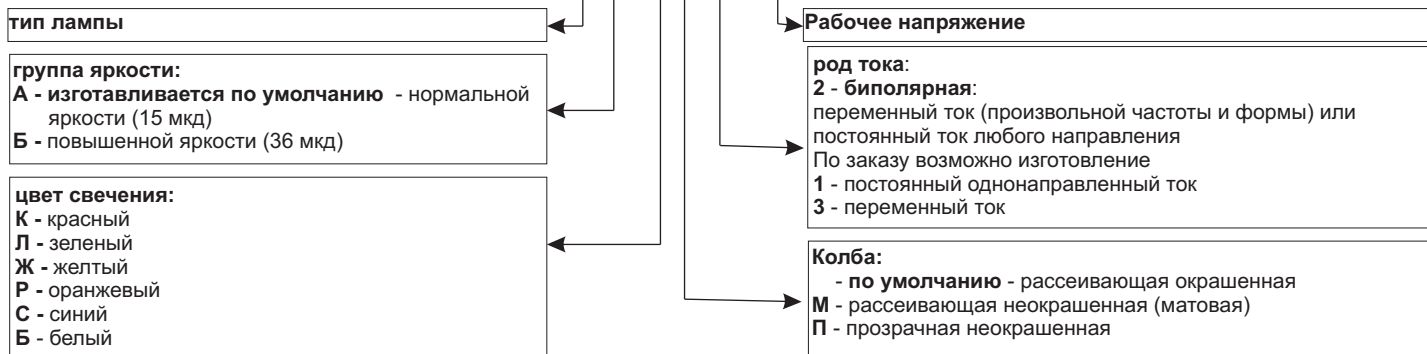 тип лампы
группа яркости:
А - изготавливается по умолчанию - нормальной
яркости (15 мкд)
Б - повышенной яркости (36 мкд)
цвет свечения:
К - красный
Л - зеленый
Ж - желтый
Р - оранжевый
С - синий
Б - белый
Рабочее напряжение
род тока:
2 - биполярная:
переменный ток (произвольной частоты и формы) или
постоянный ток любого направления
По заказу возможно изготовление
1 - постоянный однонаправленный ток
3 - переменный ток
Колба:
- по умолчанию - рассеивающая окрашенная
М - рассеивающая неокрашенная (матовая)
П - прозрачная неокрашенная